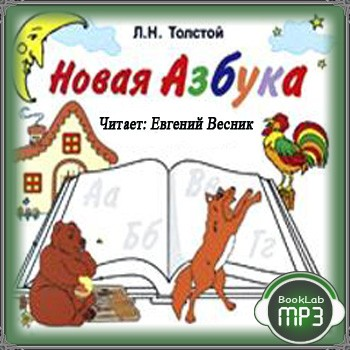 Л.Н. Толстой
Новая Азбука
Читает: Евгений Весник
Аа
Вв
Бб
Гг
BookLab
MP3